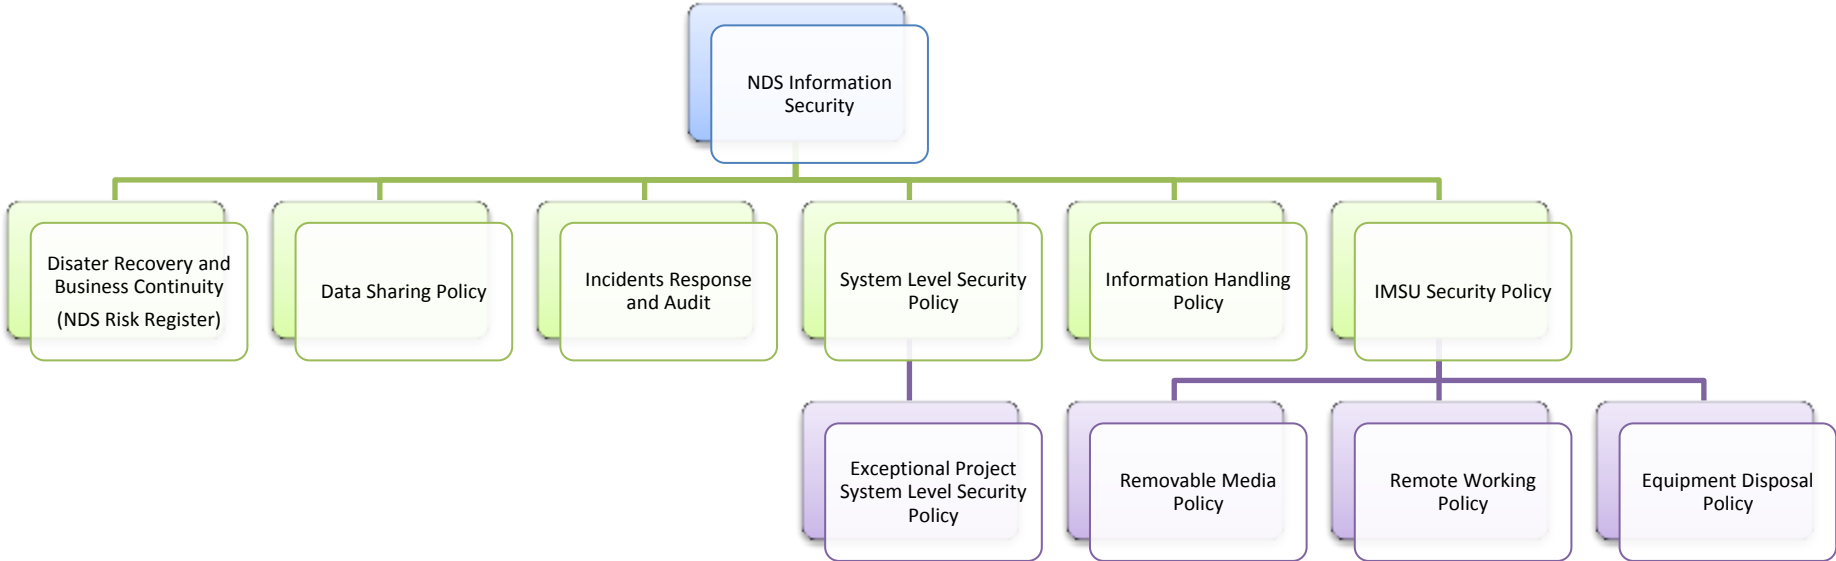 NDS Information
Security
Disater Recovery and
Business Continuity
(NDS Risk Register)
Data Sharing Policy
Incidents Response
and Audit
System Level Security
Policy
Information Handling
Policy
IMSU Security Policy
Exceptional Project
System Level Security
Policy
Removable Media
Policy
Remote Working
Policy
Equipment Disposal
Policy